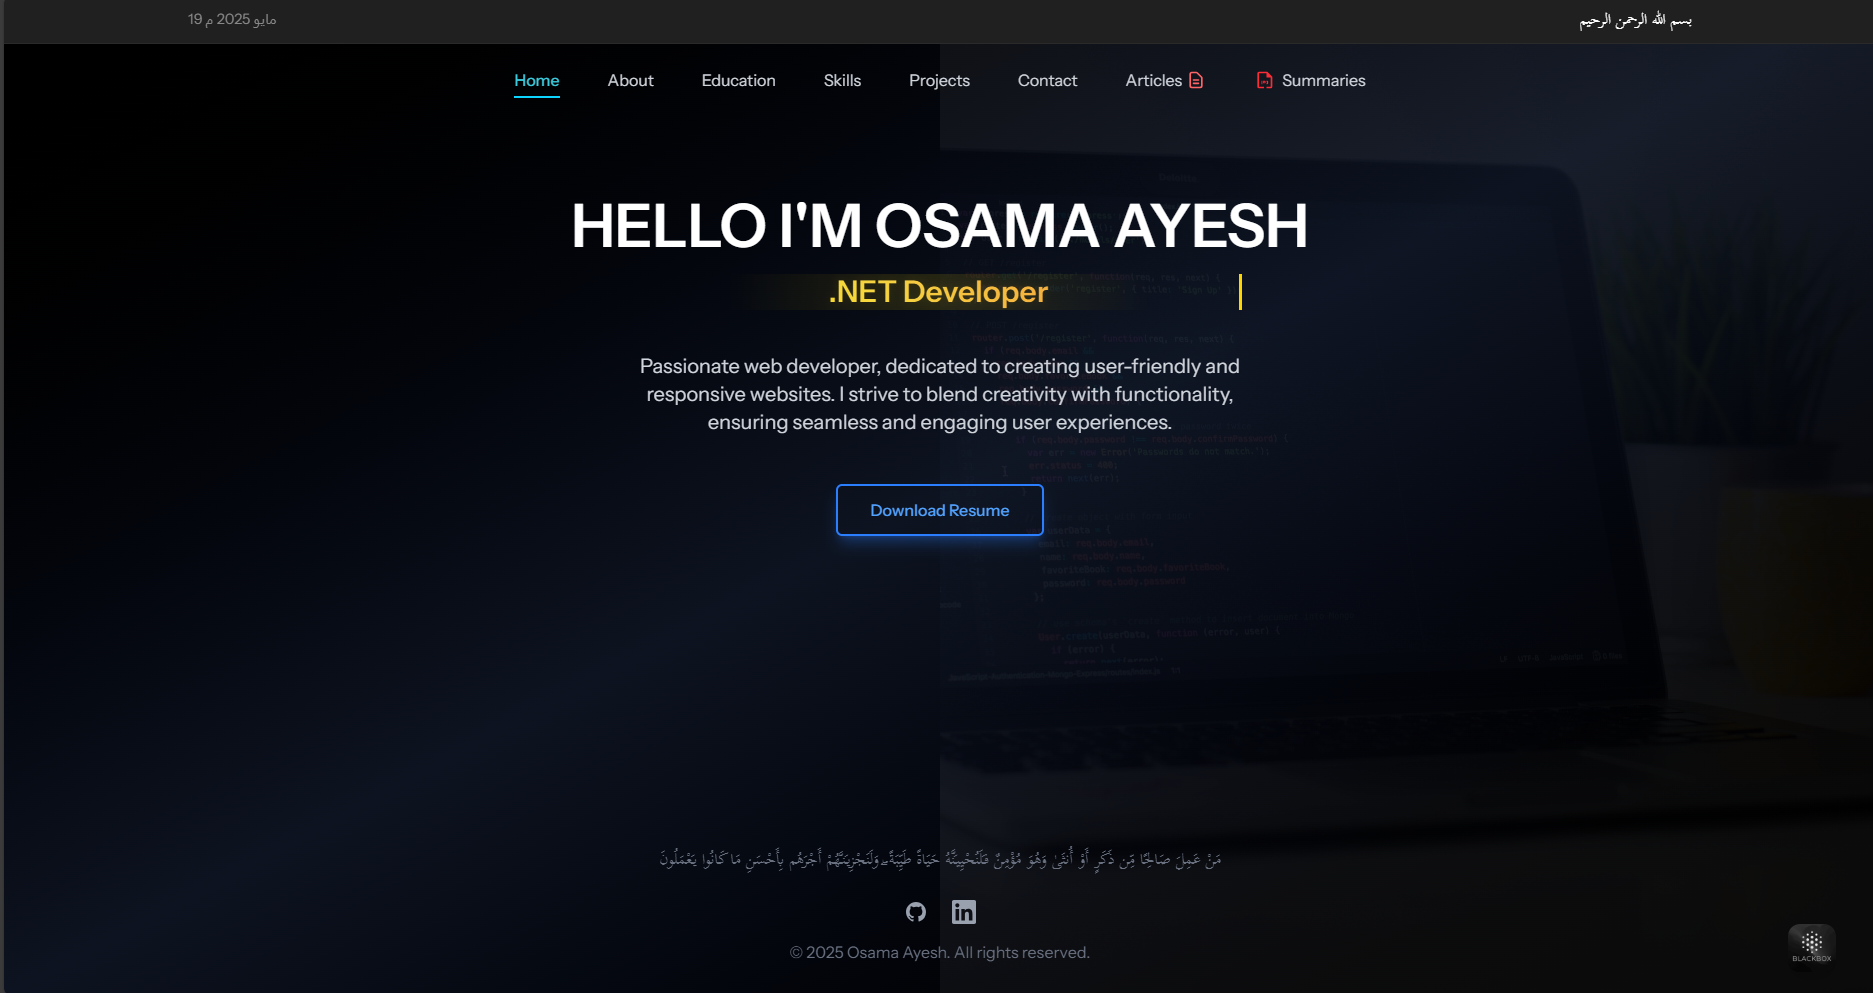 بسم الله الرحمن الرحيم
19 مايو 2025 م
Home About Education Skills Projects Contact Articles Summaries
HELLO I'M OSAMA AYESH
.NET Developer
Passionate web developer, dedicated to creating user-friendly and
responsive websites. I strive to blend creativity with functionality,
ensuring seamless and engaging user experiences.
Download Resume
مَنْ عَمِلَ صَالِحًا مِّن ذَكَرٍ أَوْ أُنثَىٰ وَهُوَ مُؤْمِنٌ فَلَنُحْيِيَنَّهُ حَيَاةً طَيِّبَةً ۖ وَلَنَجْزِيَنَّهُمْ أَجْرَهُم بِأَحْسَنِ مَا كَانُوا يَعْمَلُونَ
© 2025 Osama Ayesh. All rights reserved.
BLACKBOX